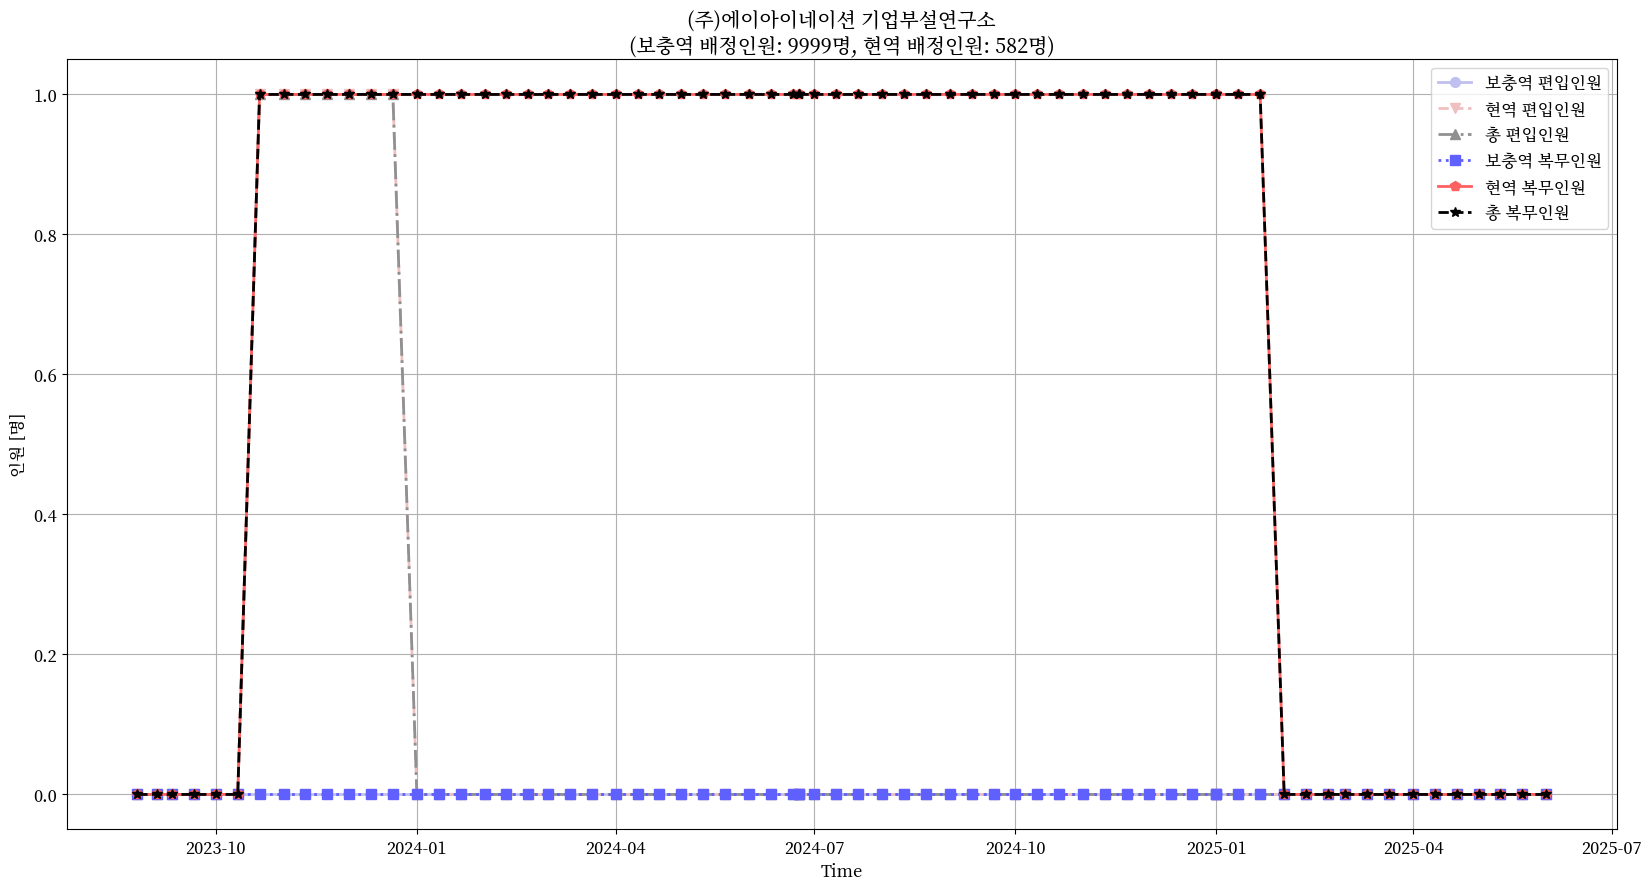 (주)에이아이네이션 기업부설연구소
(보충역 배정인원: 9999명, 현역 배정인원: 582명)
보충역 편입인원
현역 편입인원
총 편입인원
보충역 복무인원
현역 복무인원
총 복무인원
인원 [명]
1.0
0.8
0.6
0.4
0.2
0.0
2023-10
2024-01
2024-04
2024-07
2024-10
2025-01
2025-04
2025-07
Time